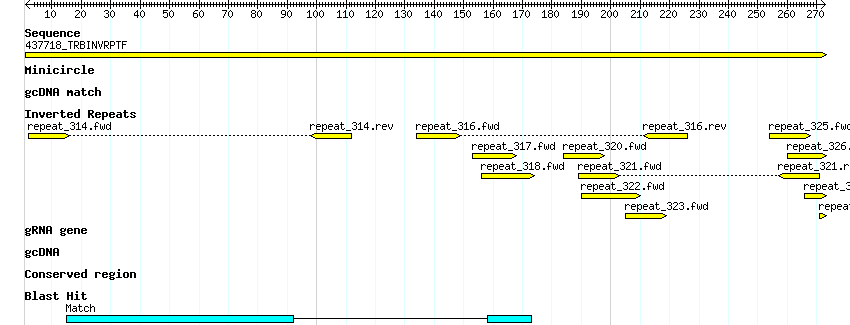 10 20 30 40 50 60 70 80 90 100 110 120 130 140 150 160 170 180 190 200 210 220 230 240 250 260 270
Sequence
437718_TRBINVRPTF
Minicircle
gcDNA match
Inverted Repeats
repeat_314.fwd repeat_314.rev repeat_316.fwd repeat_316.rev repeat_325.fwd
repeat_317.fwd repeat_320.fwd repeat_326.
repeat_318.fwd repeat_321.fwd repeat_321.r
repeat_322.fwd repeat_3
repeat_323.fwd repeat
gRNA gene
gcDNA
Conserved region
Blast Hit
Match